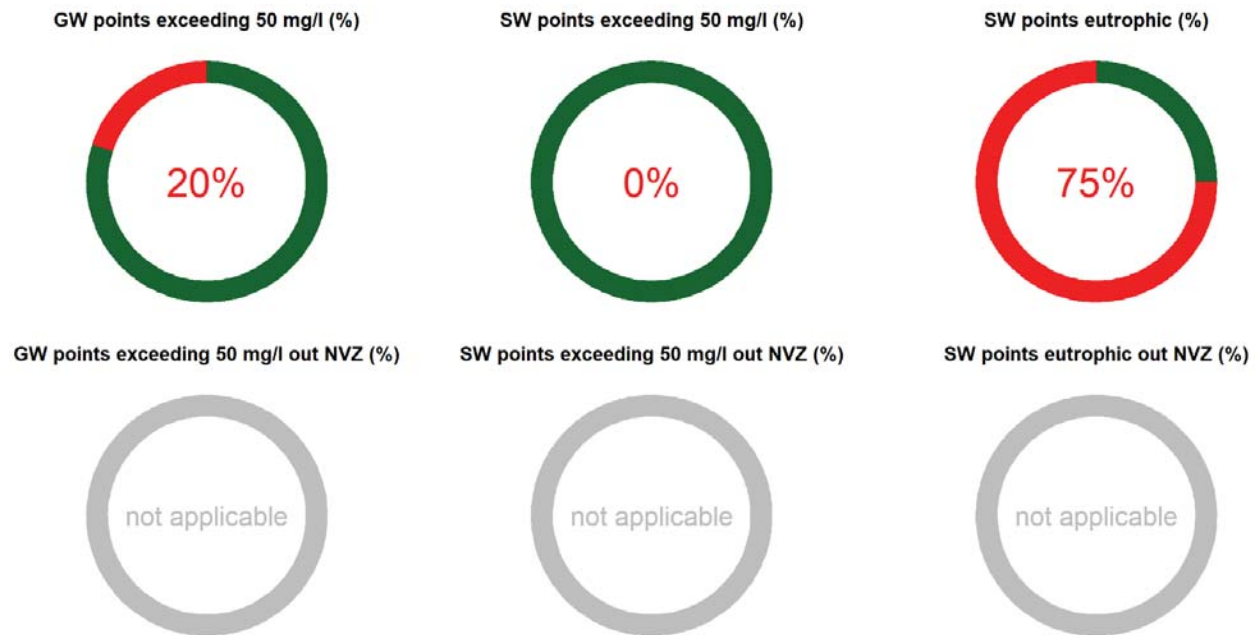 GW points exceeding 50 mg/l (%)
SW points exceeding 50 mg/l (%)
SW points eutrophic (%)
20%
0%
75%
GW points exceeding 50 mg/l out NVZ (%)
SW points exceeding 50 mg/l out NVZ (%)
SW points eutrophic out NVZ (%)
not applicable
not applicable
not applicable